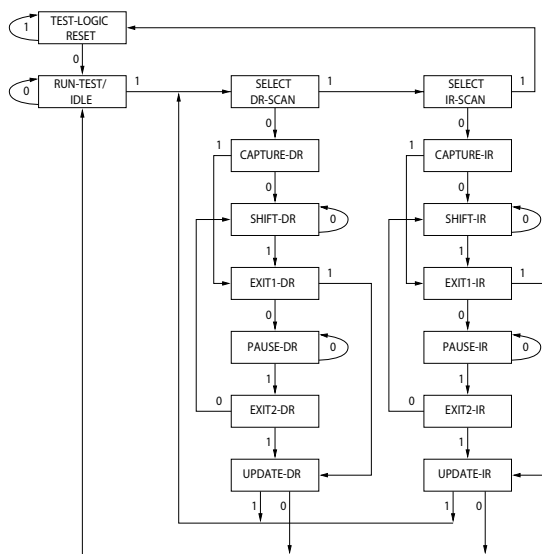 TEST-LOGIC
RESET
1
0
RUN-TEST/
IDLE
0
1
SELECT
DR-SCAN
1
SELECT
IR-SCAN
1
0
0
1
CAPTURE-DR
1
CAPTURE-IR
0
0
SHIFT-DR
0
SHIFT-IR
0
1
1
EXIT1-DR
1
EXIT1-IR
1
0
0
PAUSE-DR
0
PAUSE-IR
0
1
1
0
EXIT2-DR
0
EXIT2-IR
1
1
UPDATE-DR
UPDATE-IR
1
0
1
0